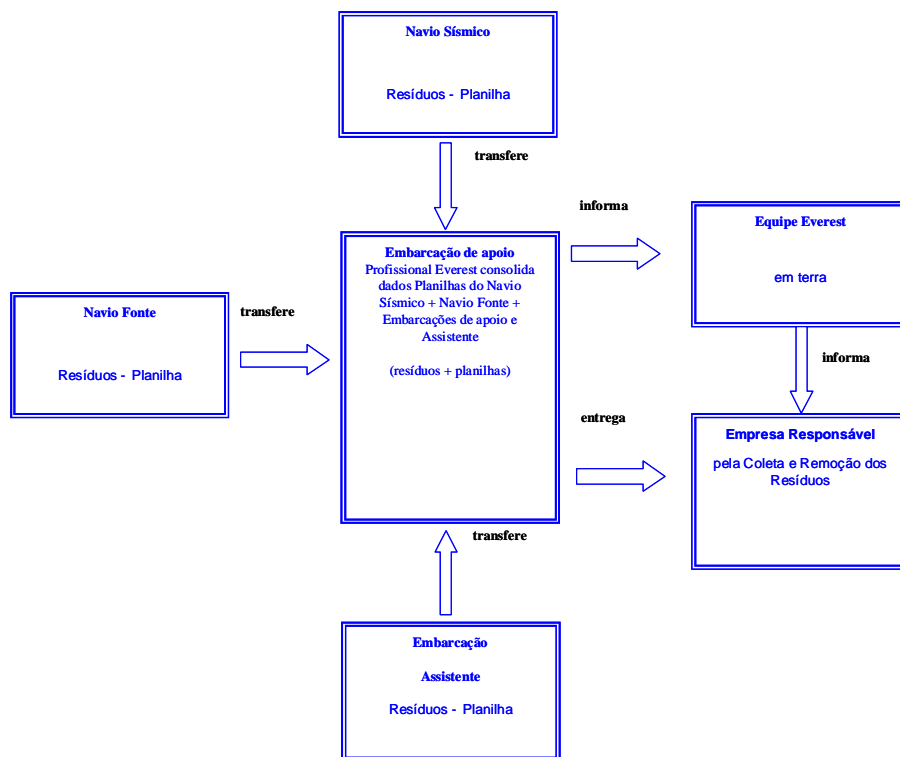 Navio Sísmico
Resíduos - Planilha
transfere
informa
Equipe Everest
em terra
Embarcação de apoio
Profissional Everest consolida
dados Planilhas do Navio
Sísmico + Navio Fonte +
Embarcações de apoio e
Assistente
(resíduos + planilhas)
Navio Fonte
Resíduos - Planilha
transfere
informa
entrega
Empresa Responsável
pela Coleta e Remoção dos
Resíduos
transfere
Embarcação
Assistente
Resíduos - Planilha